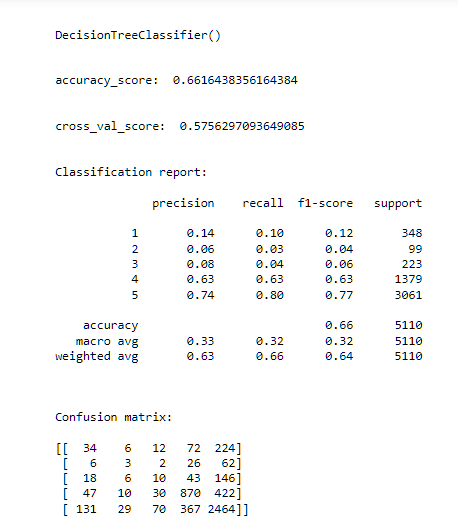 DecisionTreeClassifier()
accuracy_score:  0.6616438356164384
cross_val_score:  0.5756297093649085
Classification report:
              precision    recall  f1-score   support
           1       0.14      0.10      0.12       348
           2       0.06      0.03      0.04        99
           3       0.08      0.04      0.06       223
           4       0.63      0.63      0.63      1379
           5       0.74      0.80      0.77      3061
    accuracy                           0.66      5110
   macro avg       0.33      0.32      0.32      5110
weighted avg       0.63      0.66      0.64      5110
Confusion matrix:
[[  34    6   12   72  224]
[   6    3    2   26   62]
[  18    6   10   43  146]
[  47   10   30  870  422]
[ 131   29   70  367 2464]]